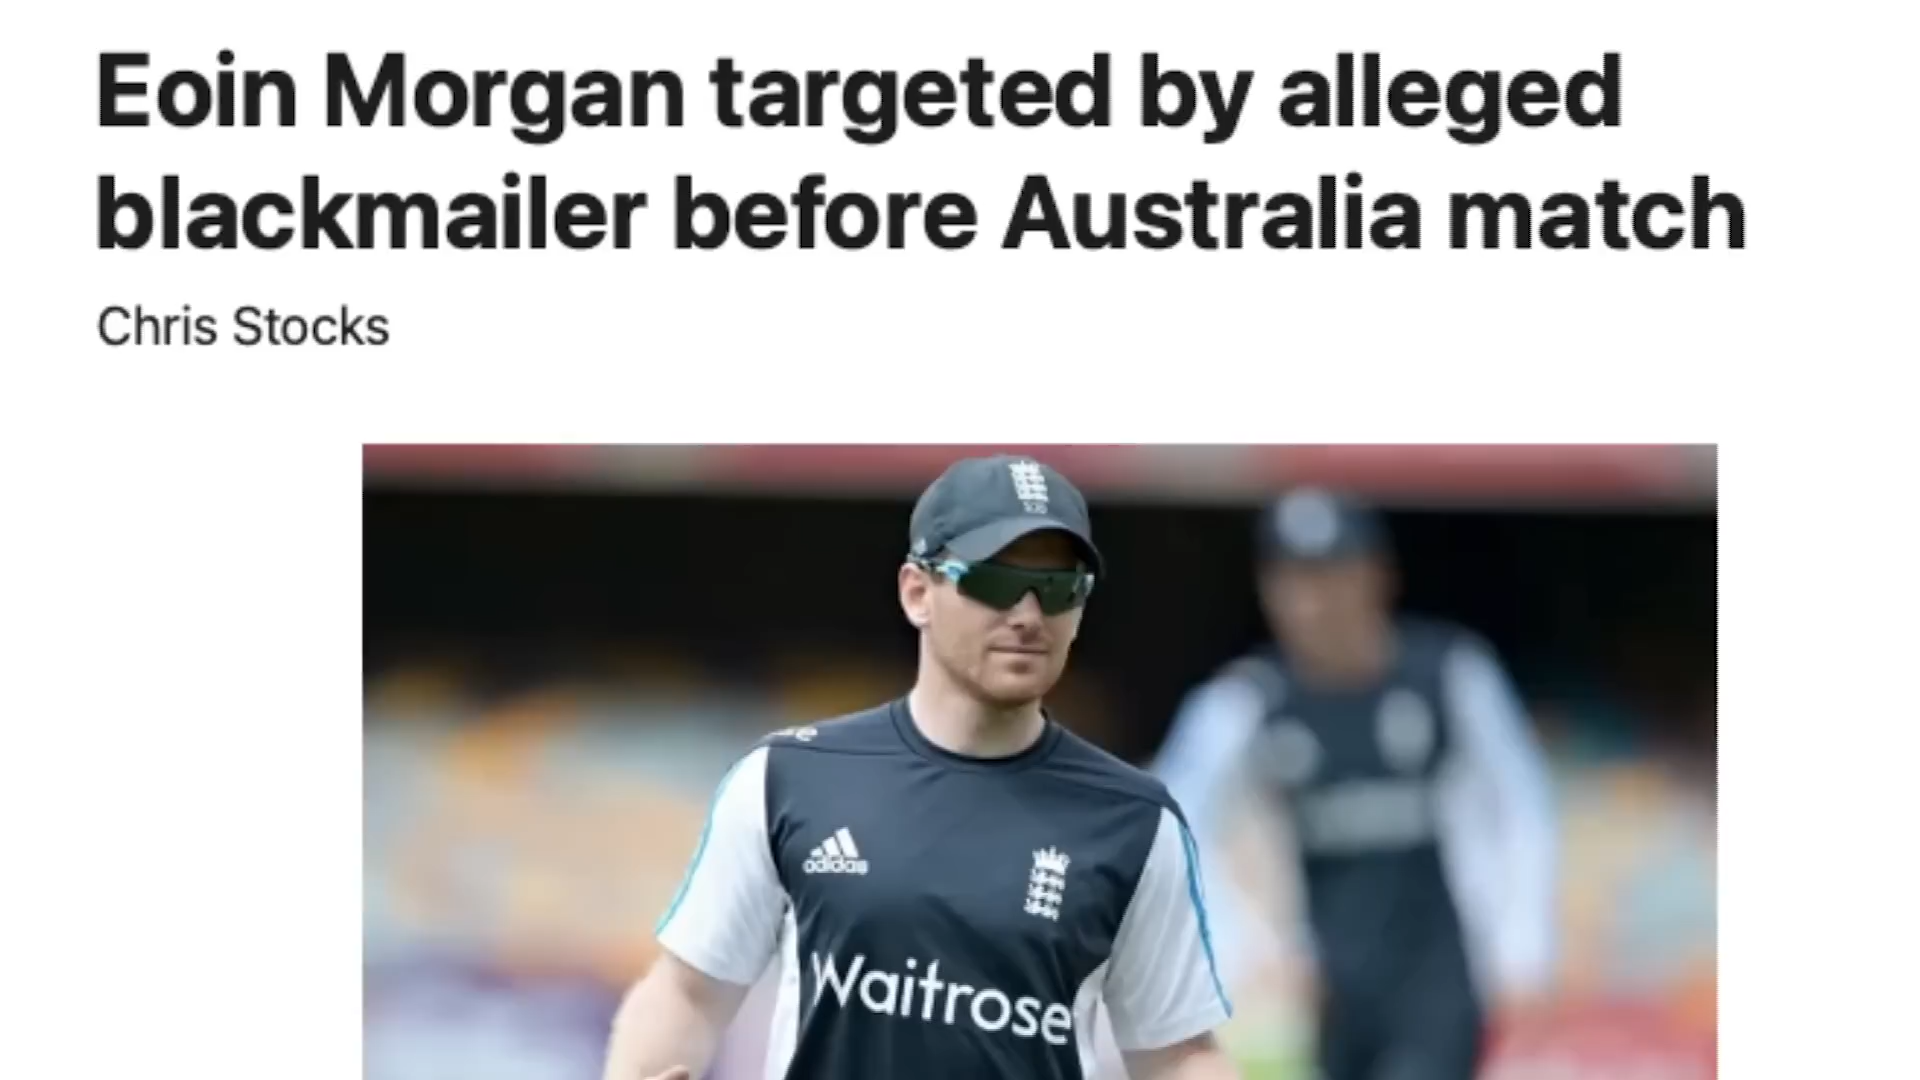 Eoin Morgan targeted by alleged
blackmailer before Australia match
Chris Stocks
adidas
Waitrose